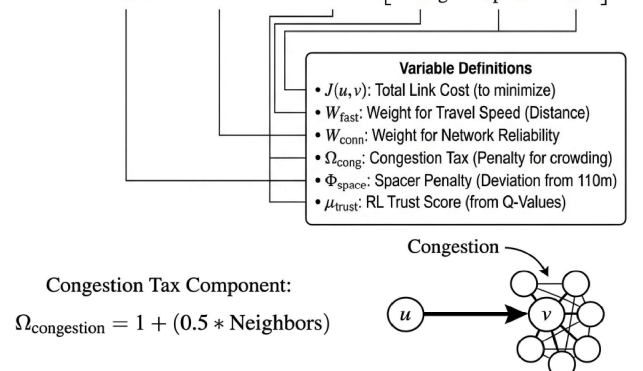 Variable Definitions
• J(u,v): Total Link Cost (to minimize)
• W_fast: Weight for Travel Speed (Distance)
• W_conn: Weight for Network Reliability
• Ω_cong: Congestion Tax (Penalty for crowding)
• Φ_space: Spacer Penalty (Deviation from 110m)
• μ_trust: RL Trust Score (from Q-Values)
Congestion
Congestion Tax Component:
Ω_congestion = 1 + (0.5 * Neighbors)
u
v